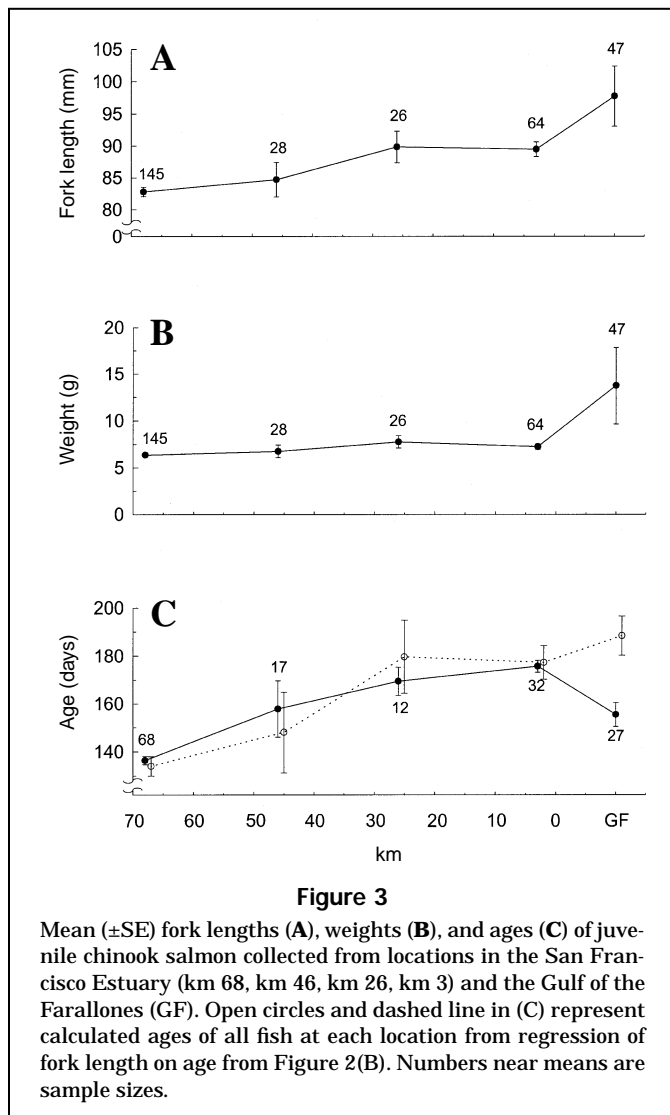 A
105
100
95
90
85
80
0
Fork length (mm)
145
28
26
64
47
B
20
15
10
5
0
Weight (g)
145
28
26
64
47
C
200
180
160
140
Age (days)
68
17
12
32
27
70 60 50 40 30 20 10 0 GF
km
Figure 3
Mean (±SE) fork lengths (A), weights (B), and ages (C) of juve-
nile chinook salmon collected from locations in the San Fran-
cisco Estuary (km 68, km 46, km 26, km 3) and the Gulf of the
Farallones (GF). Open circles and dashed line in (C) represent
calculated ages of all fish at each location from regression of
fork length on age from Figure 2(B). Numbers near means are
sample sizes.